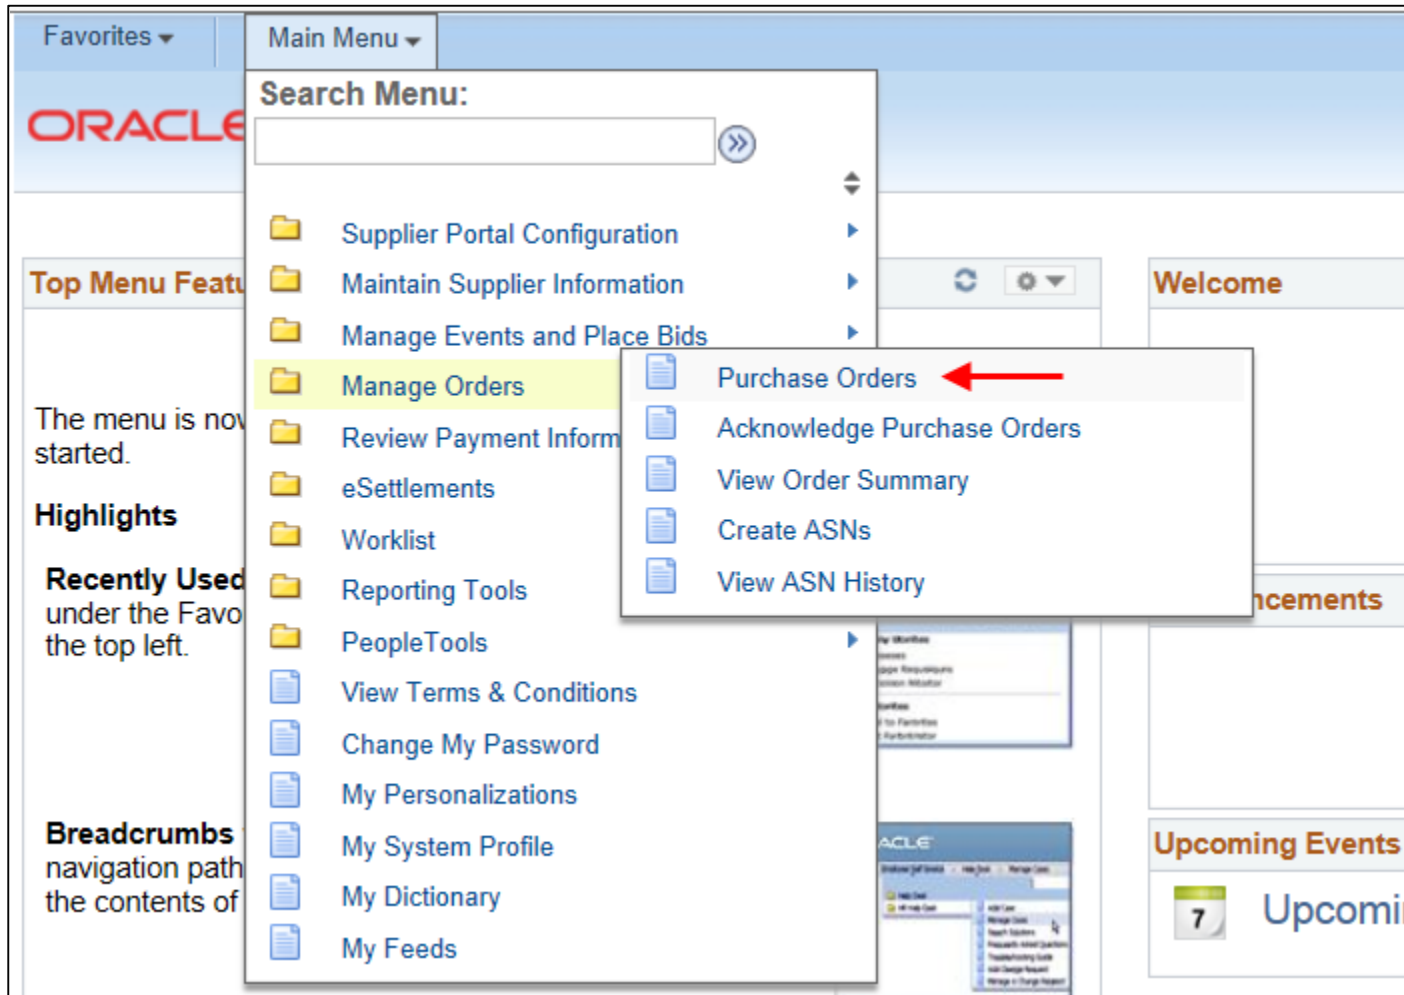 Favorites
Main Menu
ORACLE
Search Menu:
Supplier Portal Configuration
Maintain Supplier Information
Manage Events and Place Bids
Manage Orders
Review Payment Inform
eSettlements
Worklist
Reporting Tools
PeopleTools
View Terms & Conditions
Change My Password
My Personalizations
My System Profile
My Dictionary
My Feeds
Purchase Orders
Acknowledge Purchase Orders
View Order Summary
Create ASNs
View ASN History
Top Menu Featu
The menu is nov
started.
Highlights
Recently Used
under the Favo
the top left.
Breadcrumbs
navigation path
the contents of
ACLE
Welcome
ncements
Upcoming Events
7
Upcomi